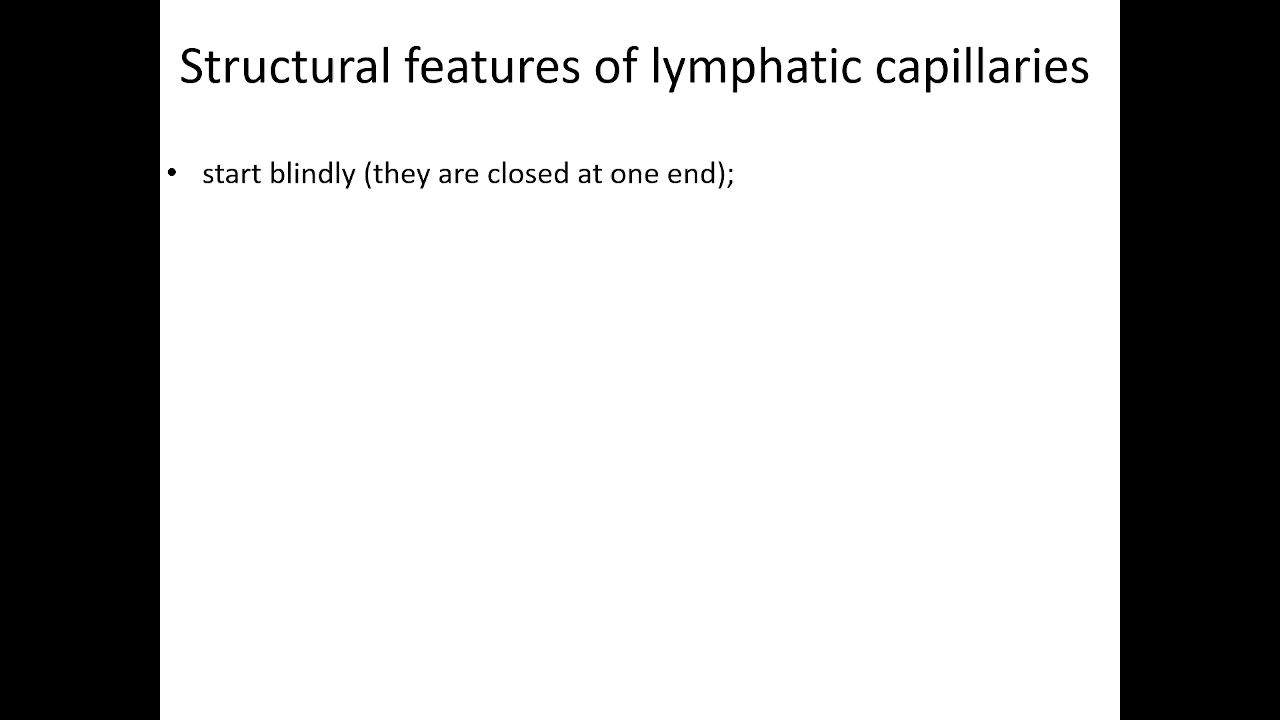 Structural features of lymphatic capillaries
• start blindly (they are closed at one end);